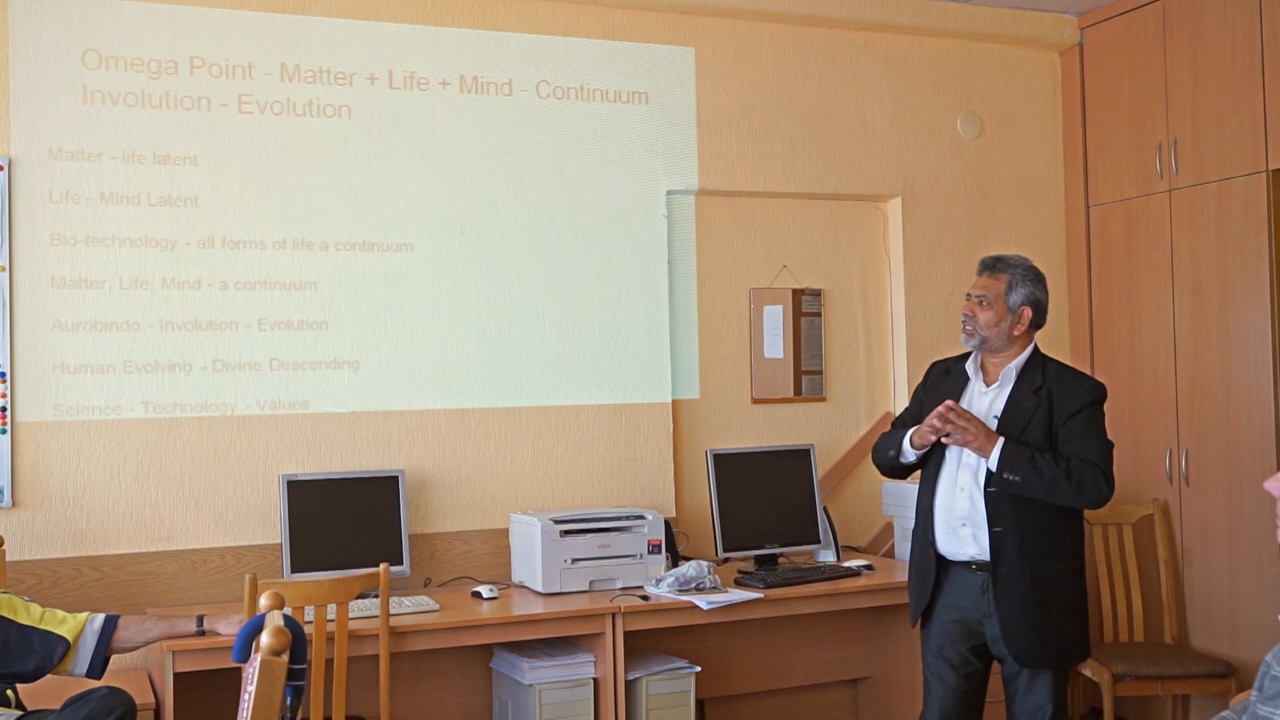 Omega Point - Matter + Life + Mind - Continuum
Involution - Evolution
Matter - life latent
Life - Mind Latent
Bio-technology - all forms of life a continuum
Matter, Life, Mind - a continuum
Aurobindo - Involution - Evolution
Human Evolving - Divine Descending
Science - Technology - Values